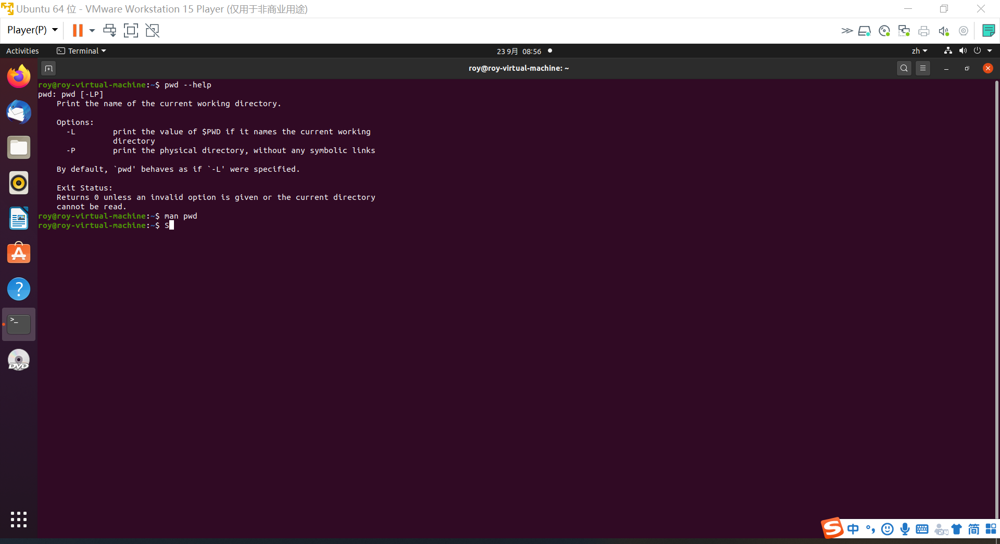 Ubuntu 64 位 - VMware Workstation 15 Player (仅用于非商业用途)
Player(P)
Activities
Terminal
23 9月 08:56
zh
roy@roy-virtual-machine: ~
roy@roy-virtual-machine:~$ pwd --help
pwd: pwd [-LP]
Print the name of the current working directory.
Options:
-L print the value of $PWD if it names the current working
directory
-P print the physical directory, without any symbolic links
By default, `pwd' behaves as if `-L' were specified.
Exit Status:
Returns 0 unless an invalid option is given or the current directory
cannot be read.
roy@roy-virtual-machine:~$ man pwd
roy@roy-virtual-machine:~$ S
>_
DVD
S 中 °, 简